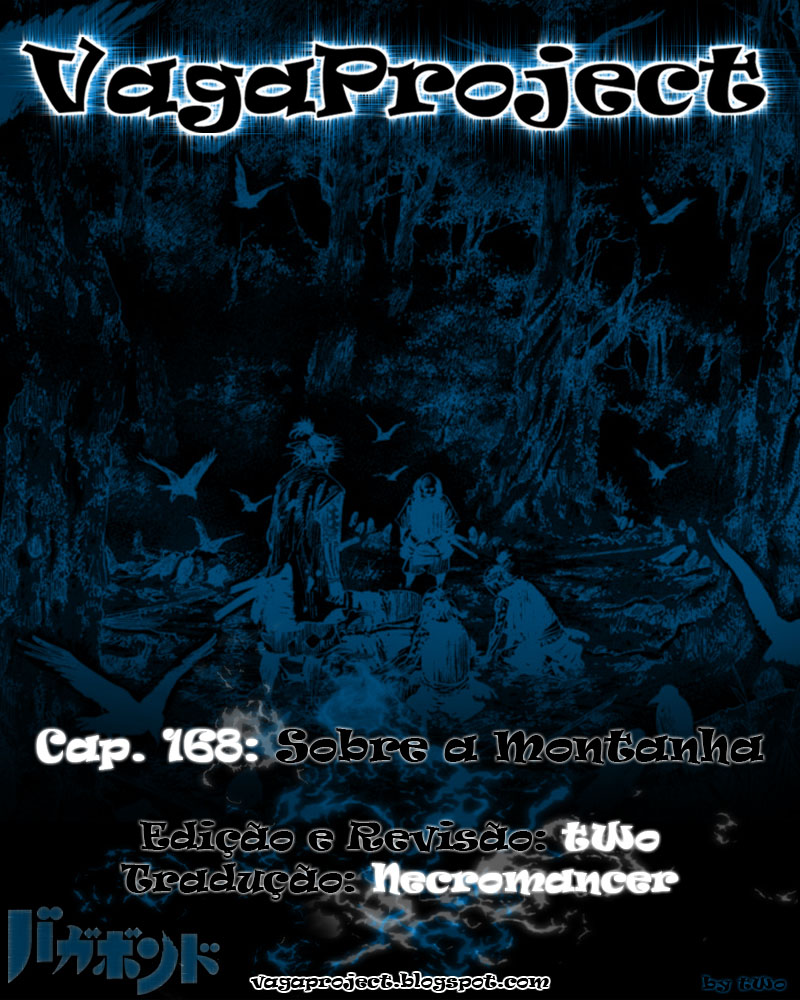 VagaProject
Cap. 168: Sobre a Montanha
Edição e Revisão: tWo
Tradução: Necromancer
バガボンド
vagaproject.blogspot.com
by tWo